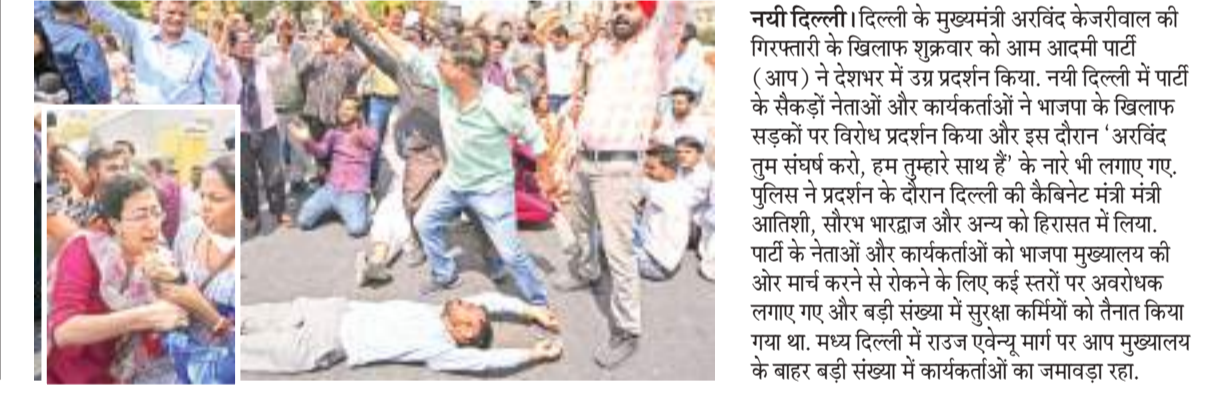 नयी दिल्ली। दिल्ली के मुख्यमंत्री अरविंद केजरीवाल की
गिरफ्तारी के खिलाफ शुक्रवार को आम आदमी पार्टी
(आप) ने देशभर में उग्र प्रदर्शन किया. नयी दिल्ली में पार्टी
के सैकड़ों नेताओं और कार्यकर्ताओं ने भाजपा के खिलाफ
सड़कों पर विरोध प्रदर्शन किया और इस दौरान ‘अरविंद
तुम संघर्ष करो, हम तुम्हारे साथ हैं’ के नारे भी लगाए गए.
पुलिस ने प्रदर्शन के दौरान दिल्ली की कैबिनेट मंत्री मंत्री
आतिशी, सौरभ भारद्वाज और अन्य को हिरासत में लिया.
पार्टी के नेताओं और कार्यकर्ताओं को भाजपा मुख्यालय की
ओर मार्च करने से रोकने के लिए कई स्तरों पर अवरोधक
लगाए गए और बड़ी संख्या में सुरक्षा कर्मियों को तैनात किया
गया था. मध्य दिल्ली में राउज एवेन्यू मार्ग पर आप मुख्यालय
के बाहर बड़ी संख्या में कार्यकर्ताओं का जमावड़ा रहा.